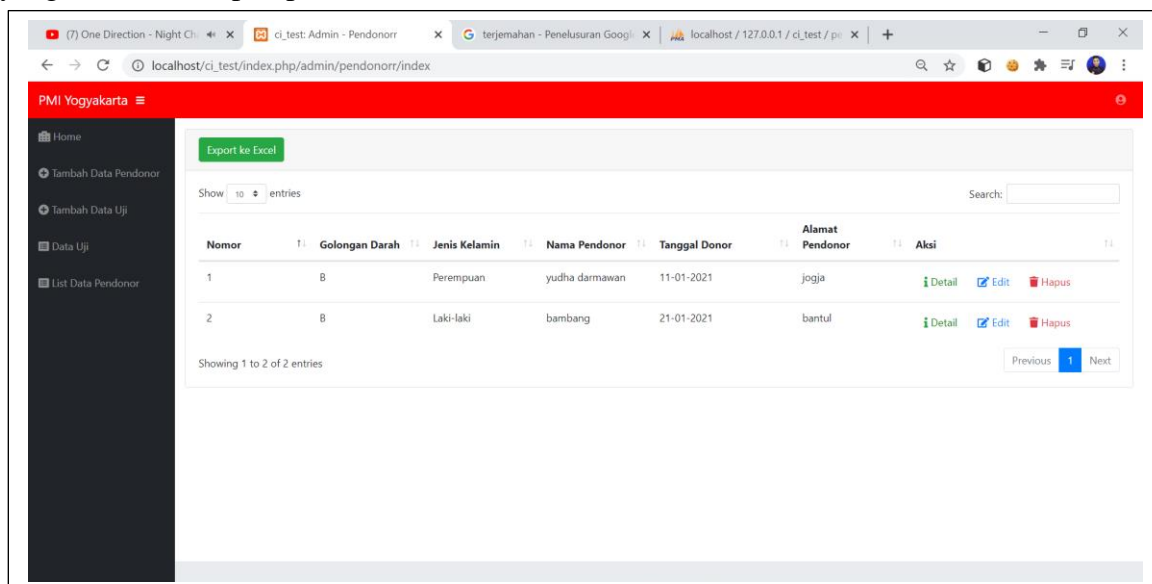 (7) One Direction - Night Ch
ci_test: Admin - Pendonorr
terjemahan - Penelusuran Googl
localhost / 127.0.0.1 / ci_test / pe
localhost/ci_test/index.php/admin/pendonorr/index
PMI Yogyakarta
Home
Tambah Data Pendonor
Tambah Data Uji
Data Uji
List Data Pendonor
Export ke Excel
Show 10 entries
Search:
Nomor Golongan Darah Jenis Kelamin Nama Pendonor Tanggal Donor Alamat Pendonor Aksi
1 B Perempuan yudha darmawan 11-01-2021 jogja Detail Edit Hapus
2 B Laki-laki bambang 21-01-2021 bantul Detail Edit Hapus
Showing 1 to 2 of 2 entries
Previous 1 Next